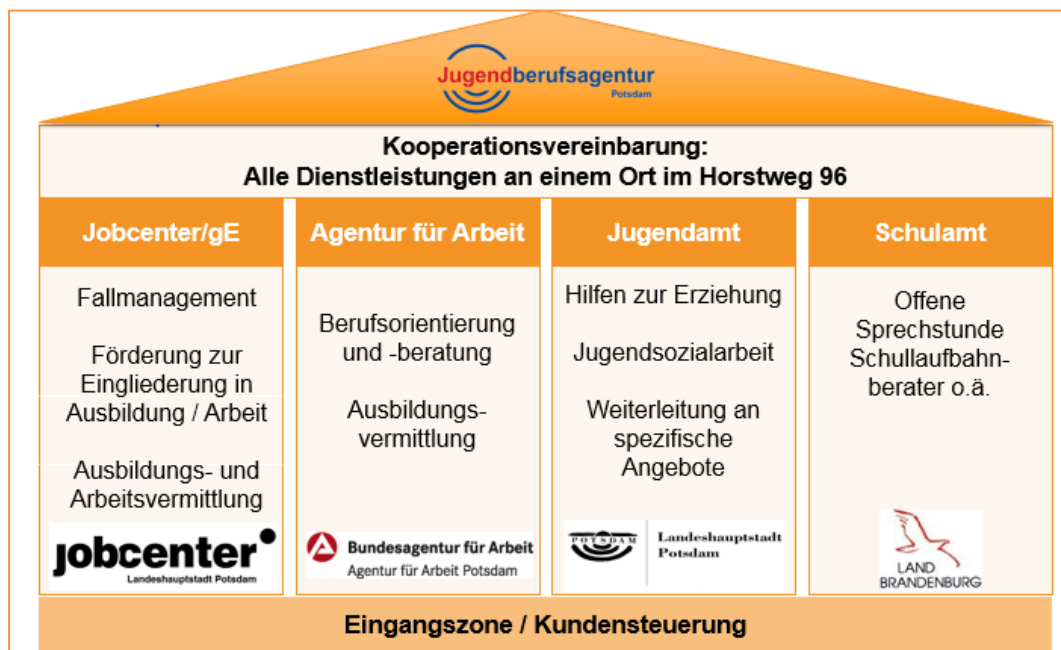 Jugendberufsagentur
Potsdam
Kooperationsvereinbarung:
Alle Dienstleistungen an einem Ort im Horstweg 96
Jobcenter/gE
Fallmanagement
Förderung zur
Eingliederung in
Ausbildung / Arbeit
Ausbildungs- und
Arbeitsvermittlung
jobcenter
Landeshauptstadt Potsdam
Agentur für Arbeit
Berufsorientierung
und -beratung
Ausbildungs-
vermittlung
Bundesagentur für Arbeit
Agentur für Arbeit Potsdam
Jugendamt
Hilfen zur Erziehung
Jugendsozialarbeit
Weiterleitung an
spezifische
Angebote
POTSDAM
Landeshauptstadt
Potsdam
Schulamt
Offene
Sprechstunde
Schullaufbahn-
berater o.ä.
LAND
BRANDENBURG
Eingangszone / Kundensteuerung